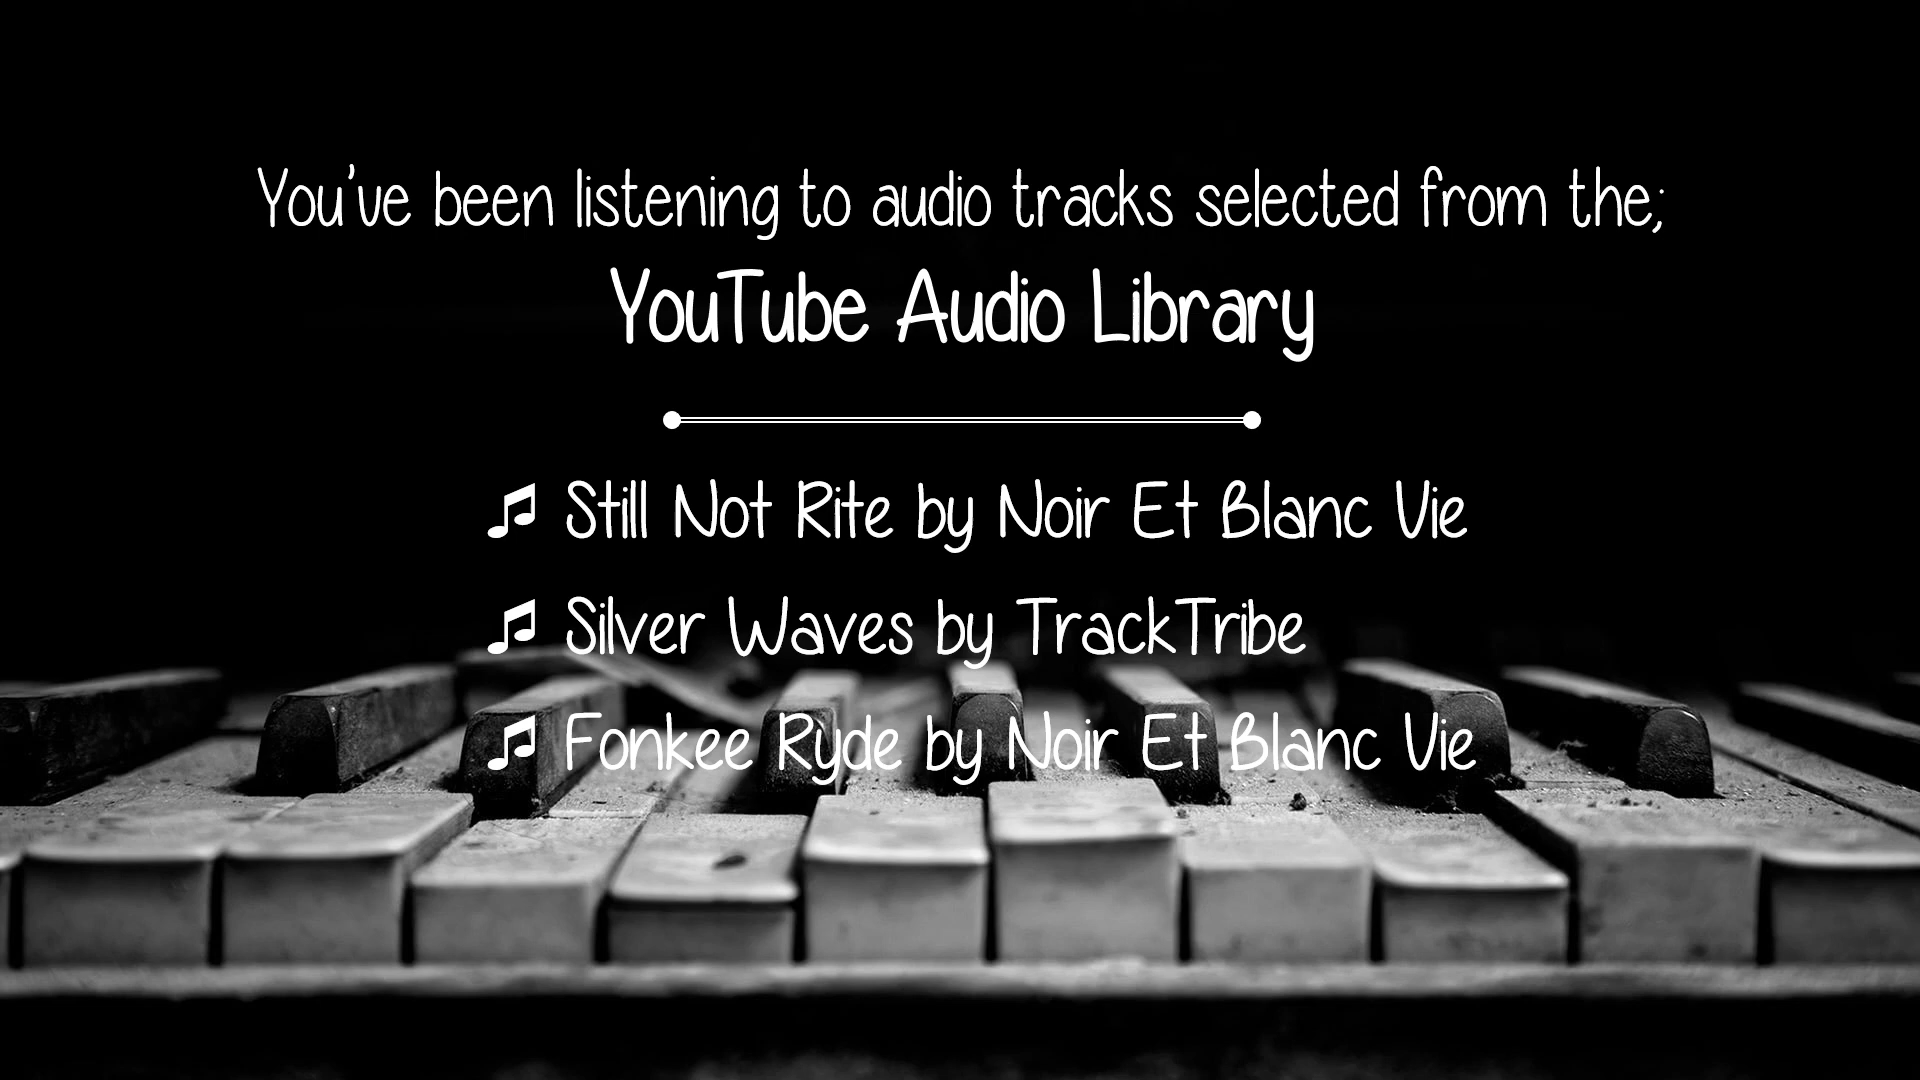 You've been listening to audio tracks selected from the;
YouTube Audio Library
♫ Still Not Rite by Noir Et Blanc Vie
♫ Silver Waves by TrackTribe
♫ Fonkee Ryde by Noir Et Blanc Vie